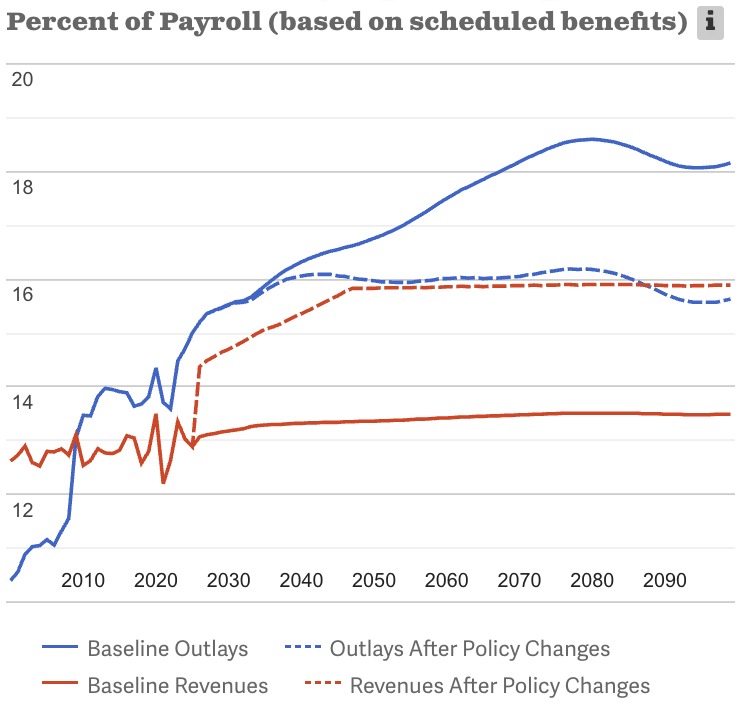 Percent of Payroll (based on scheduled benefits) i
20
18
16
14
12
2010 2020 2030 2040 2050 2060 2070 2080 2090
Baseline Outlays Outlays After Policy Changes
Baseline Revenues Revenues After Policy Changes